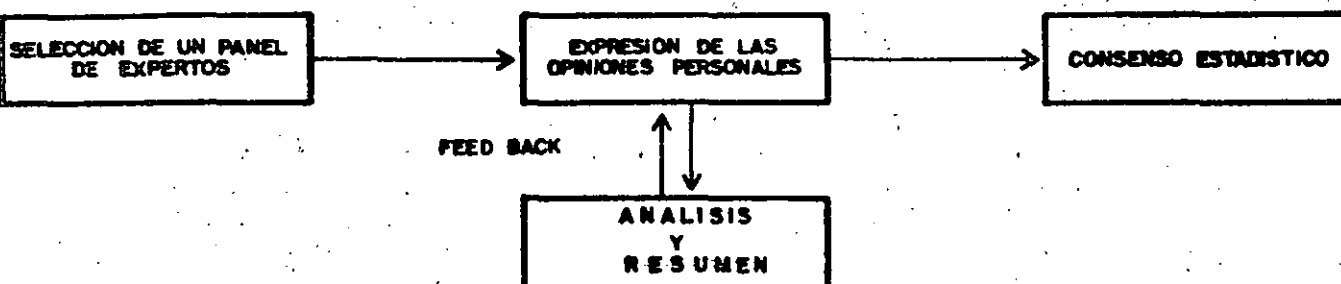 SELECCION DE UN PANEL
DE EXPERTOS
EXPRESION DE LAS
OPINIONES PERSONALES
CONSENSO ESTADISTICO
FEED BACK
ANALISIS
Y
RESUMEN